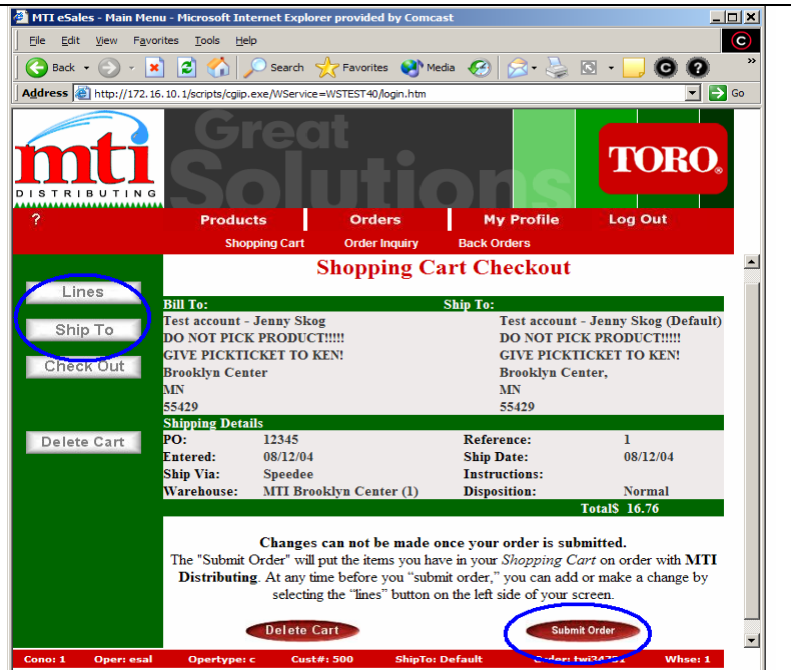 MTI eSales - Main Menu - Microsoft Internet Explorer provided by Comcast
File Edit View Favorites Tools Help
Back Search Favorites Media
Address http://172.16.10.1/scripts/cgiip.exe/WService=WSTEST40/login.htm Go
Great
Solutions
mti
DISTRIBUTING
TORO®
? Products Orders My Profile Log Out
Shopping Cart Order Inquiry Back Orders
Lines
Ship To
Check Out
Delete Cart
Shopping Cart Checkout
Bill To: Ship To:
Test account - Jenny Skog Test account - Jenny Skog (Default)
DO NOT PICK PRODUCT!!!!! DO NOT PICK PRODUCT!!!!!
GIVE PICKTICKET TO KEN! GIVE PICKTICKET TO KEN!
Brooklyn Center Brooklyn Center,
MN MN
55429 55429
Shipping Details
PO: 12345 Reference: 1
Entered: 08/12/04 Ship Date: 08/12/04
Ship Via: Speedee Instructions:
Warehouse: MTI Brooklyn Center (1) Disposition: Normal
Total$ 16.76
Changes can not be made once your order is submitted.
The "Submit Order" will put the items you have in your Shopping Cart on order with MTI
Distributing. At any time before you “submit order,” you can add or make a change by
selecting the “lines” button on the left side of your screen.
Delete Cart Submit Order
Cono: 1 Oper: esal Opertype: c Cust#: 500 ShipTo: Default Whse: 1